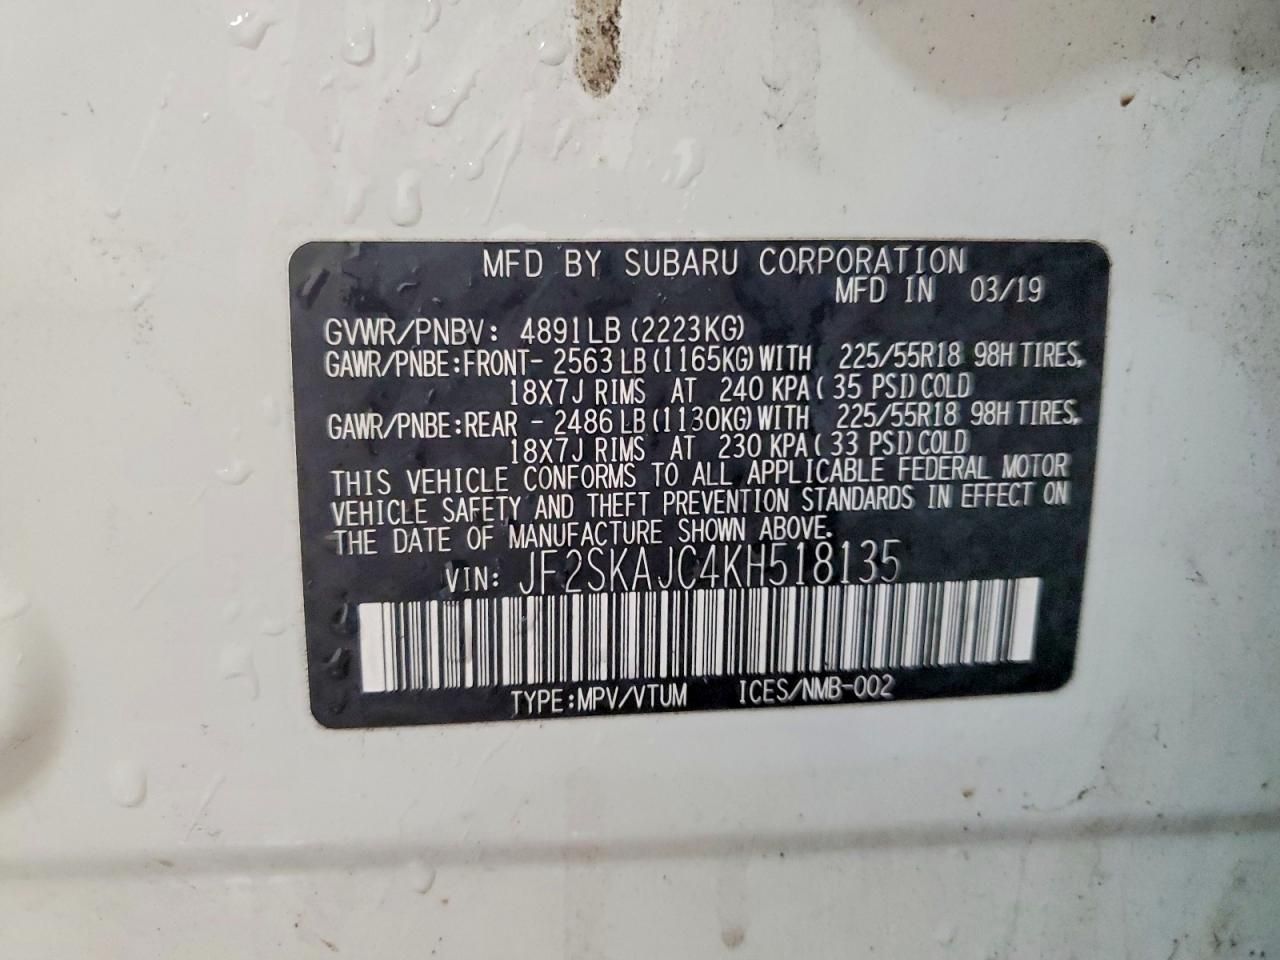 MFD BY SUBARU CORPORATION
MFD IN 03/19
GVWR/PNBV: 4891LB (2223KG)
GAWR/PNBE:FRONT- 2563 LB (1165KG) WITH 225/55R18 98H TIRES,
18X7J RIMS AT 240 KPA ( 35 PSI) COLD
GAWR/PNBE:REAR - 2486 LB (1130KG) WITH 225/55R18 98H TIRES,
18X7J RIMS AT 230 KPA ( 33 PSI) COLD
THIS VEHICLE CONFORMS TO ALL APPLICABLE FEDERAL MOTOR
VEHICLE SAFETY AND THEFT PREVENTION STANDARDS IN EFFECT ON
THE DATE OF MANUFACTURE SHOWN ABOVE.
VIN: JF2SKAJC4KH518135
TYPE:MPV/VTUM ICES/NMB-002